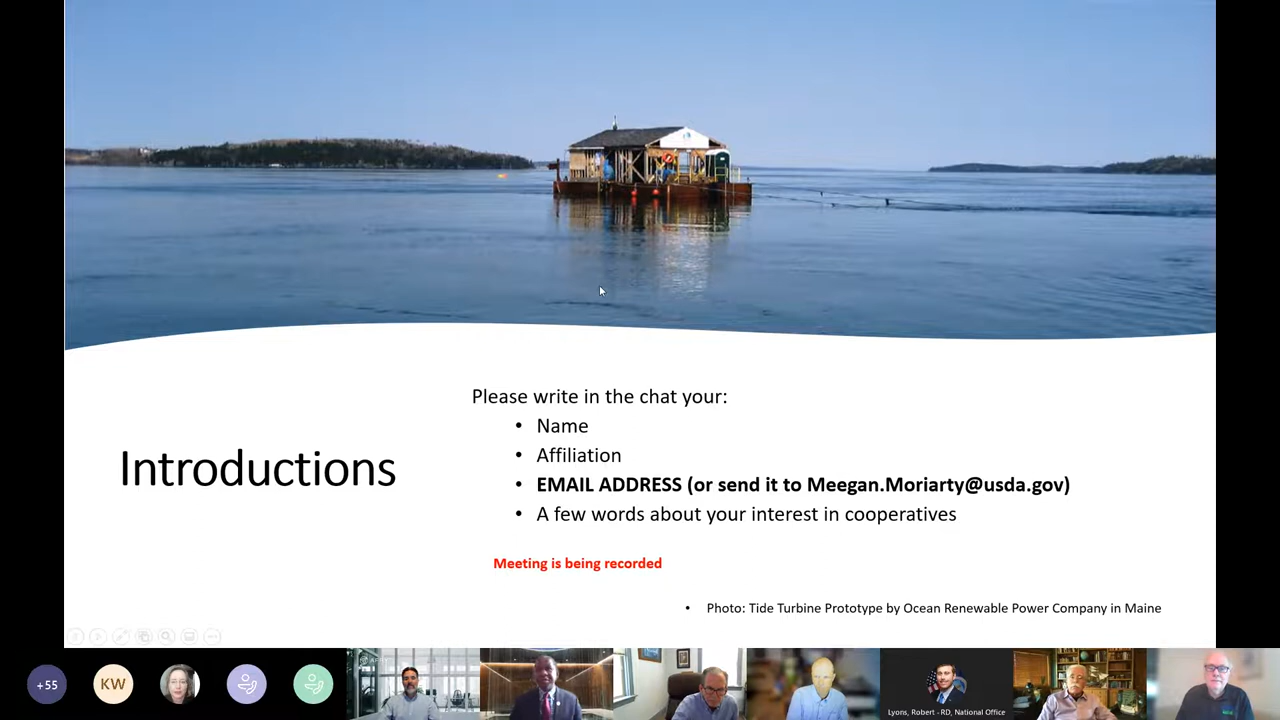 Please write in the chat your:
• Name
• Affiliation
Introductions
• EMAIL ADDRESS (or send it to Meegan.Moriarty@usda.gov)
• A few words about your interest in cooperatives
Meeting is being recorded
• Photo: Tide Turbine Prototype by Ocean Renewable Power Company in Maine
+55
KW
Lyons, Robert - RD, National Office